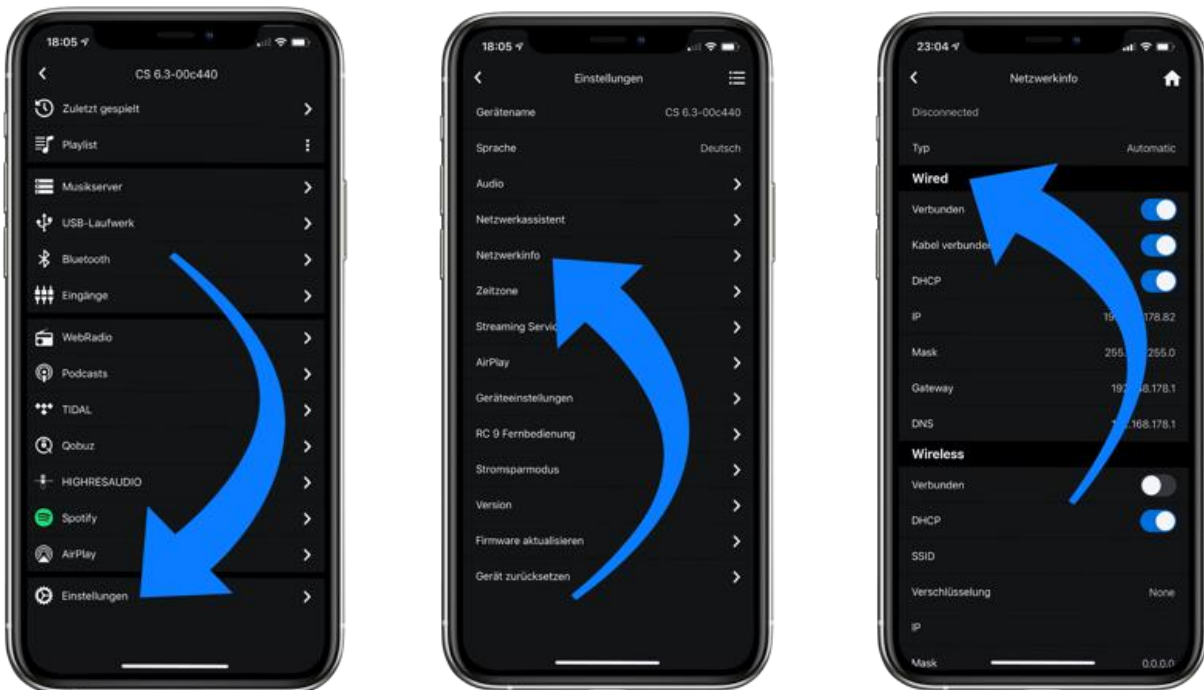 18:05
CS 6.3-00c440
Zuletzt gespielt
Playlist
Musikserver
USB-Laufwerk
Bluetooth
Eingänge
WebRadio
Podcasts
TIDAL
Qobuz
HIGHRESAUDIO
Spotify
AirPlay
Einstellungen
18:05
Einstellungen
Gerätename CS 6.3-00c440
Sprache Deutsch
Audio
Netzwerkassistent
Netzwerkinfo
Zeitzone
Streaming
AirPlay
Geräteeinstellungen
RC 9 Fernbedienung
Stromsparmodus
Version
Firmware aktualisieren
Gerät zurücksetzen
23:04
Netzwerkinfo
Disconnected
Typ Automatic
Wired
Verbunden
Kabel verbunden
DHCP
IP
Mask
Gateway
DNS
Wireless
Verbunden
DHCP
SSID
Verschlüsselung None
IP
Mask 0.0.0.0